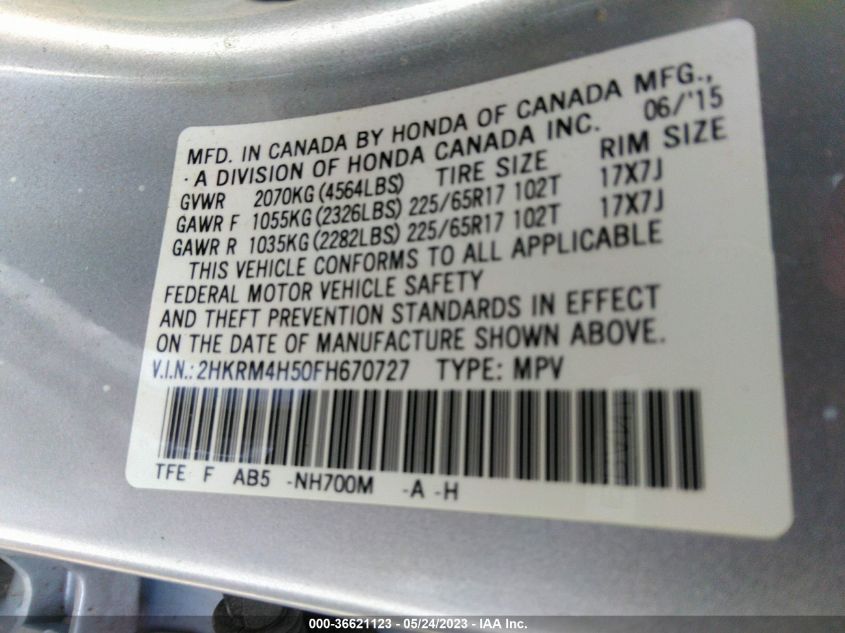 MFD. IN CANADA BY HONDA OF CANADA MFG.,
A DIVISION OF HONDA CANADA INC. 06/'15
GVWR 2070KG (4564LBS) TIRE SIZE RIM SIZE
GAWR F 1055KG (2326LBS) 225/65R17 102T 17X7J
GAWR R 1035KG (2282LBS) 225/65R17 102T 17X7J
THIS VEHICLE CONFORMS TO ALL APPLICABLE
FEDERAL MOTOR VEHICLE SAFETY
AND THEFT PREVENTION STANDARDS IN EFFECT
ON THE DATE OF MANUFACTURE SHOWN ABOVE.
V.I.N.: 2HKRM4H50FH670727 TYPE: MPV
TFE F AB5 -NH700M -A -H
000-36621123 - 05/24/2023 - IAA Inc.